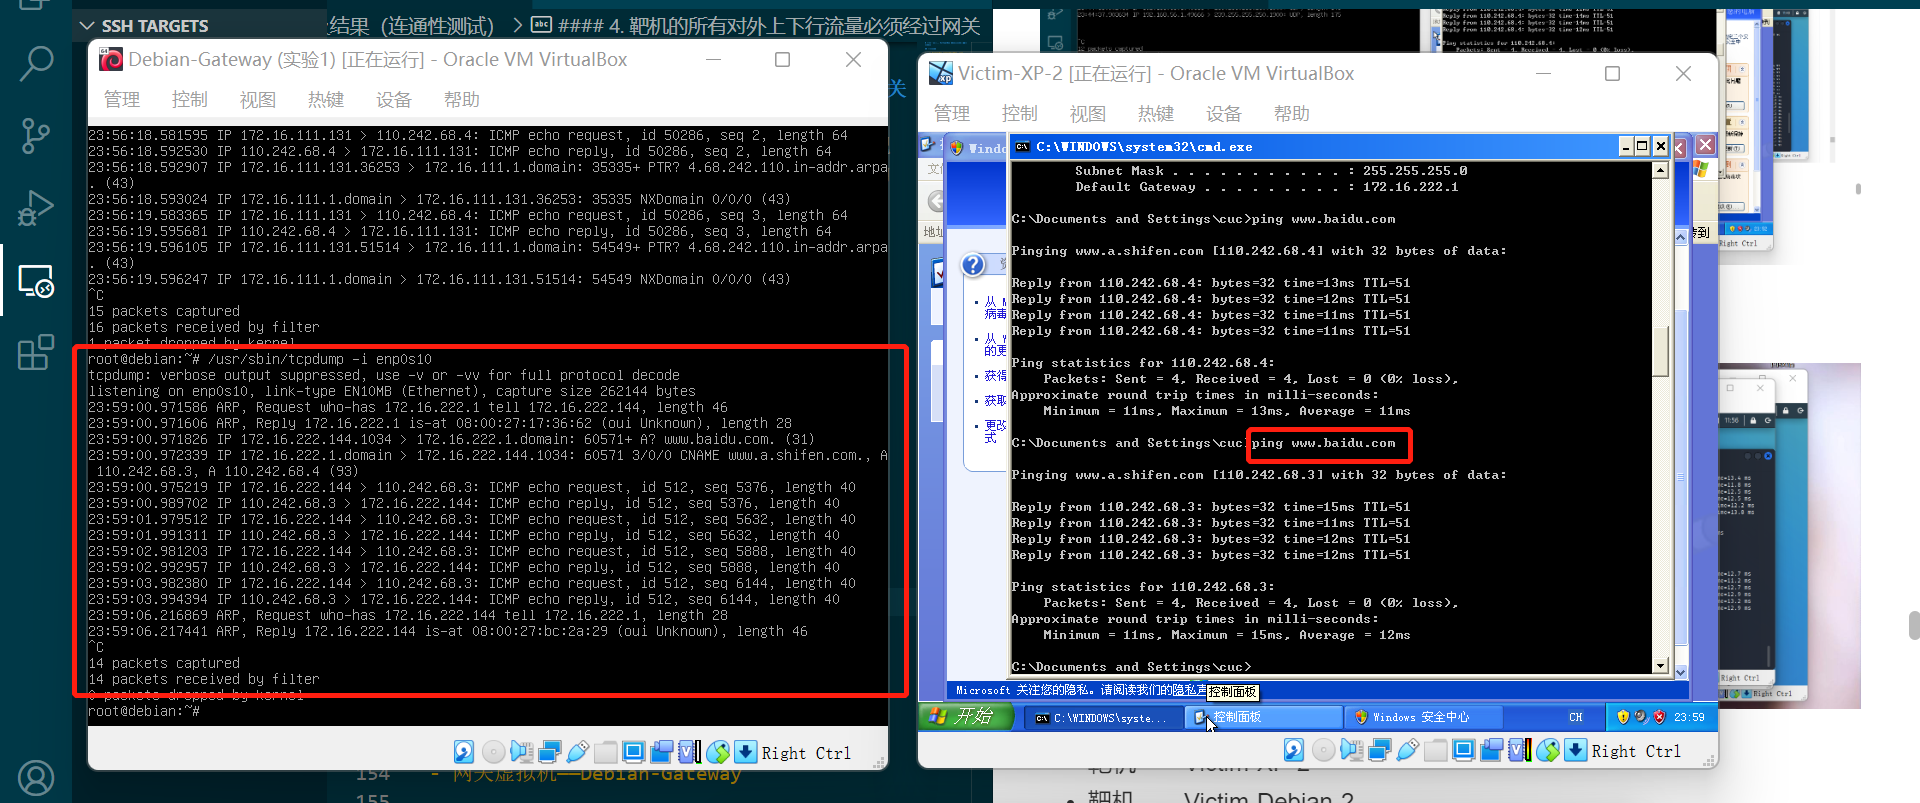 SSH TARGETS
结果（连通性测试） > #### 4. 靶机的所有对外上下行流量必须经过网关
Debian-Gateway (实验1) [正在运行] - Oracle VM VirtualBox
管理 控制 视图 热键 设备 帮助
23:56:18.581595 IP 172.16.111.131 > 110.242.68.4: ICMP echo request, id 50286, seq 2, length 64
23:56:18.592530 IP 110.242.68.4 > 172.16.111.131: ICMP echo reply, id 50286, seq 2, length 64
23:56:18.592907 IP 172.16.111.131.36253 > 172.16.111.1.domain: 35335+ PTR? 4.68.242.110.in-addr.arpa
. (43)
23:56:18.593024 IP 172.16.111.1.domain > 172.16.111.131.36253: 35335 NXDomain 0/0/0 (43)
23:56:19.583365 IP 172.16.111.131 > 110.242.68.4: ICMP echo request, id 50286, seq 3, length 64
23:56:19.595681 IP 110.242.68.4 > 172.16.111.131: ICMP echo reply, id 50286, seq 3, length 64
23:56:19.596105 IP 172.16.111.131.51514 > 172.16.111.1.domain: 54549+ PTR? 4.68.242.110.in-addr.arpa
. (43)
23:56:19.596247 IP 172.16.111.1.domain > 172.16.111.131.51514: 54549 NXDomain 0/0/0 (43)
^C
15 packets captured
16 packets received by filter
1 packet dropped by kernel
root@debian:~# /usr/sbin/tcpdump -i enp0s10
tcpdump: verbose output suppressed, use -v or -vv for full protocol decode
listening on enp0s10, link-type EN10MB (Ethernet), capture size 262144 bytes
23:59:00.971586 ARP, Request who-has 172.16.222.1 tell 172.16.222.144, length 46
23:59:00.971606 ARP, Reply 172.16.222.1 is-at 08:00:27:17:36:62 (oui Unknown), length 28
23:59:00.971826 IP 172.16.222.144.1034 > 172.16.222.1.domain: 60571+ A? www.baidu.com. (31)
23:59:00.972339 IP 172.16.222.1.domain > 172.16.222.144.1034: 60571 3/0/0 CNAME www.a.shifen.com., A
110.242.68.3, A 110.242.68.4 (93)
23:59:00.975219 IP 172.16.222.144 > 110.242.68.3: ICMP echo request, id 512, seq 5376, length 40
23:59:00.989702 IP 110.242.68.3 > 172.16.222.144: ICMP echo reply, id 512, seq 5376, length 40
23:59:01.979512 IP 172.16.222.144 > 110.242.68.3: ICMP echo request, id 512, seq 5632, length 40
23:59:01.991311 IP 110.242.68.3 > 172.16.222.144: ICMP echo reply, id 512, seq 5632, length 40
23:59:02.981203 IP 172.16.222.144 > 110.242.68.3: ICMP echo request, id 512, seq 5888, length 40
23:59:02.992957 IP 110.242.68.3 > 172.16.222.144: ICMP echo reply, id 512, seq 5888, length 40
23:59:03.982380 IP 172.16.222.144 > 110.242.68.3: ICMP echo request, id 512, seq 6144, length 40
23:59:03.994394 IP 110.242.68.3 > 172.16.222.144: ICMP echo reply, id 512, seq 6144, length 40
23:59:06.216869 ARP, Request who-has 172.16.222.144 tell 172.16.222.1, length 28
23:59:06.217441 ARP, Reply 172.16.222.144 is-at 08:00:27:bc:2a:29 (oui Unknown), length 46
^C
14 packets captured
14 packets received by filter
0 packets dropped by kernel
root@debian:~#
Right Ctrl
154 - 网关虚拟机——Debian-Gateway
155
关
Victim-XP-2 [正在运行] - Oracle VM VirtualBox
管理 控制 视图 热键 设备 帮助
C:\WINDOWS\system32\cmd.exe
Subnet Mask . . . . . . . . . . . : 255.255.255.0
Default Gateway . . . . . . . . . : 172.16.222.1
C:\Documents and Settings\cuc>ping www.baidu.com
Pinging www.a.shifen.com [110.242.68.4] with 32 bytes of data:
Reply from 110.242.68.4: bytes=32 time=13ms TTL=51
Reply from 110.242.68.4: bytes=32 time=12ms TTL=51
Reply from 110.242.68.4: bytes=32 time=11ms TTL=51
Reply from 110.242.68.4: bytes=32 time=11ms TTL=51
Ping statistics for 110.242.68.4:
Packets: Sent = 4, Received = 4, Lost = 0 (0% loss),
Approximate round trip times in milli-seconds:
Minimum = 11ms, Maximum = 13ms, Average = 11ms
C:\Documents and Settings\cuc>ping www.baidu.com
Pinging www.a.shifen.com [110.242.68.3] with 32 bytes of data:
Reply from 110.242.68.3: bytes=32 time=15ms TTL=51
Reply from 110.242.68.3: bytes=32 time=11ms TTL=51
Reply from 110.242.68.3: bytes=32 time=12ms TTL=51
Reply from 110.242.68.3: bytes=32 time=12ms TTL=51
Ping statistics for 110.242.68.3:
Packets: Sent = 4, Received = 4, Lost = 0 (0% loss),
Approximate round trip times in milli-seconds:
Minimum = 11ms, Maximum = 15ms, Average = 12ms
C:\Documents and Settings\cuc>
Windo
地址
转到
从 M
病毒
从 W
的更
获得
获取
更改
式
Microsoft 关注您的隐私。请阅读我们的隐私声
控制面板
开始
C:\WINDOWS\syste...
控制面板
Windows 安全中心
CH
23:59
Right Ctrl
靶机 Victim-XP-2
靶机 Victim-Debian-2